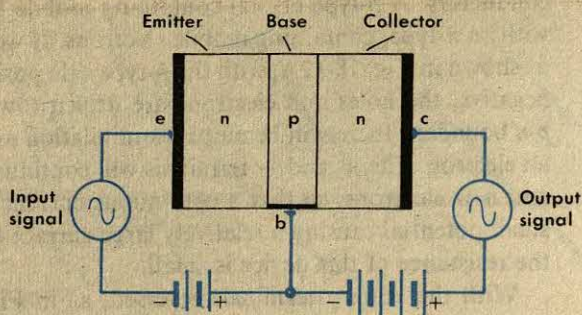 Emitter Base Collector
e n p n c
Input signal
Output signal
b
− + − +